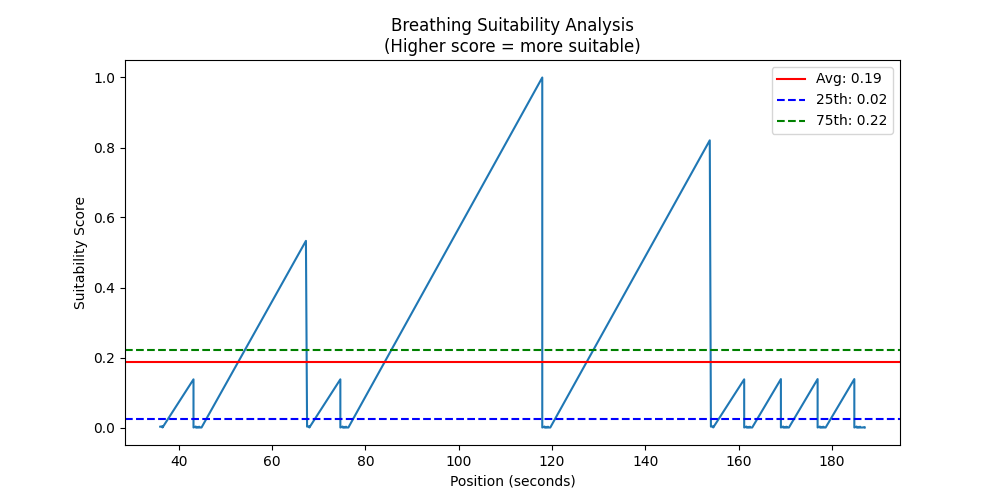 Breathing Suitability Analysis
(Higher score = more suitable)
Avg: 0.19
25th: 0.02
75th: 0.22
Suitability Score
1.0
0.8
0.6
0.4
0.2
0.0
40 60 80 100 120 140 160 180
Position (seconds)